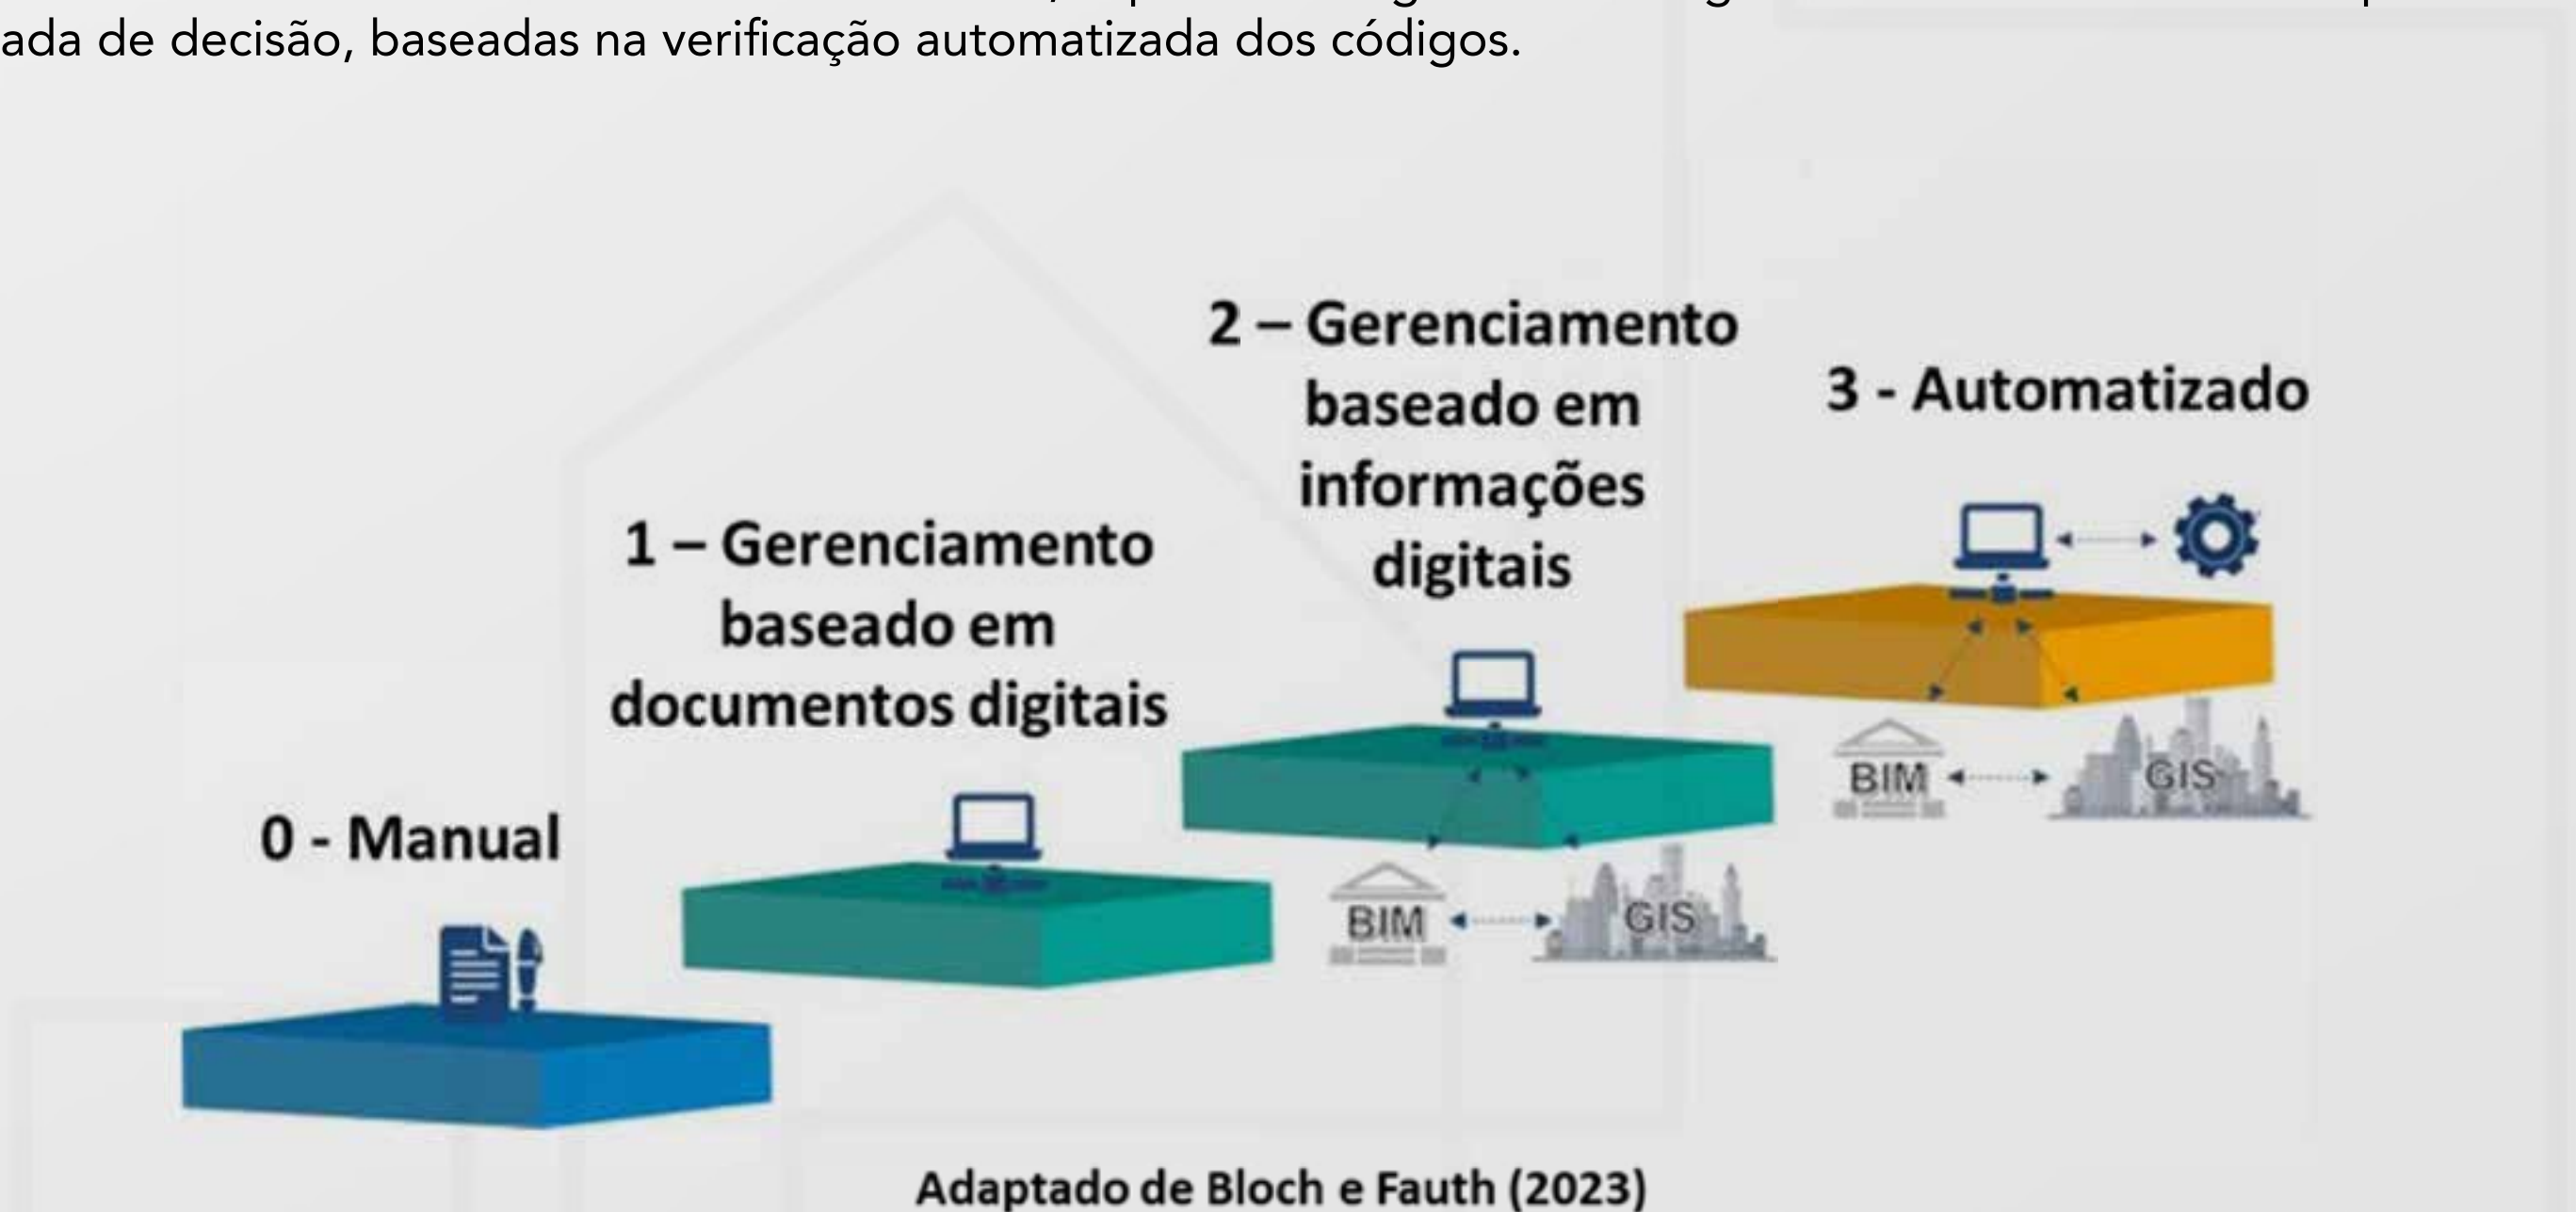 ada de decisão, baseadas na verificação automatizada dos códigos.
2 – Gerenciamento
baseado em
informações
digitais
3 - Automatizado
1 – Gerenciamento
baseado em
documentos digitais
0 - Manual
BIM
GIS
BIM
GIS
Adaptado de Bloch e Fauth (2023)